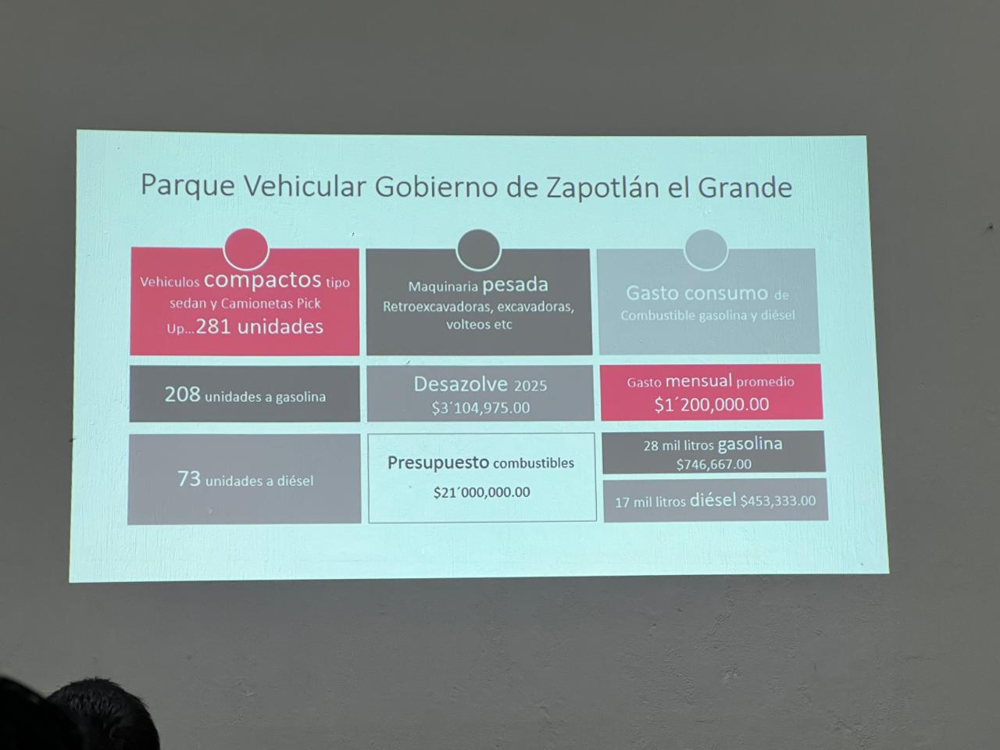 Parque Vehicular Gobierno de Zapotlán el Grande
Vehiculos compactos tipo
sedan y Camionetas Pick
Up...281 unidades
208 unidades a gasolina
73 unidades a diésel
Maquinaria pesada
Retroexcavadoras, excavadoras,
volteos etc
Desazolve 2025
$3´104,975.00
Presupuesto combustibles
$21´000,000.00
Gasto consumo de
Combustible gasolina y diésel
Gasto mensual promedio
$1´200,000.00
28 mil litros gasolina
$746,667.00
17 mil litros diésel $453,333.00